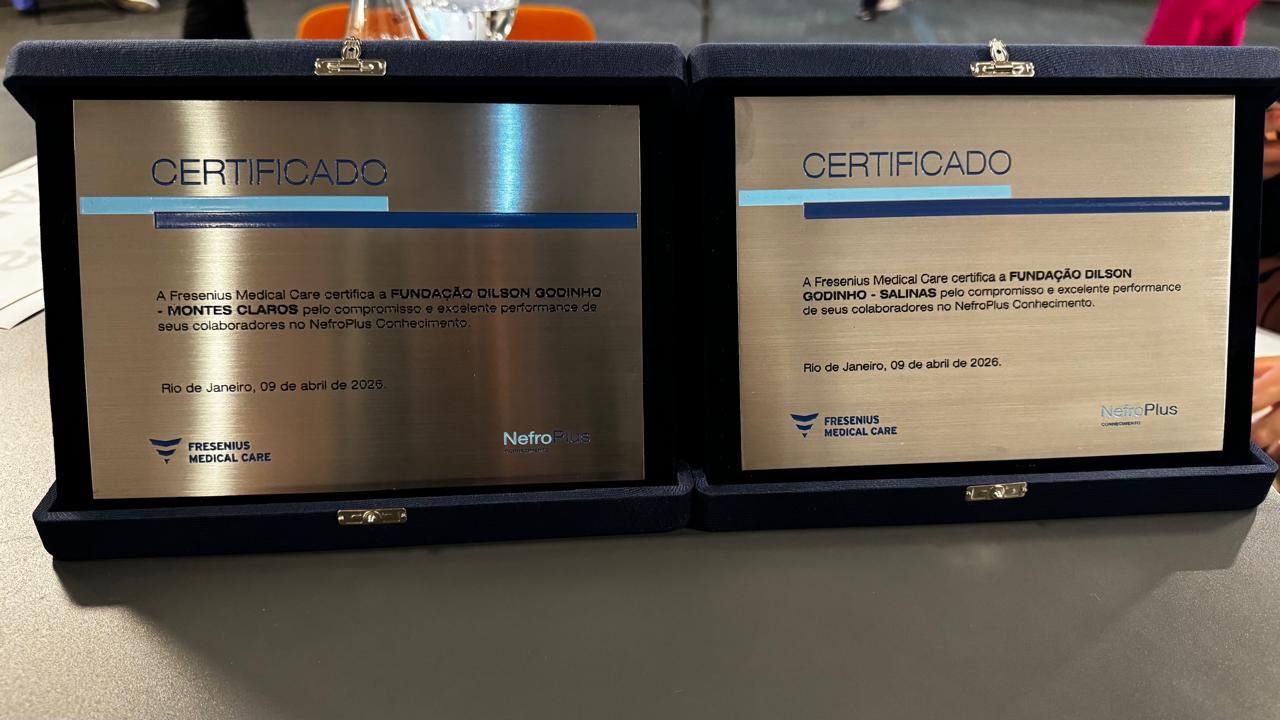 CERTIFICADO
A Fresenius Medical Care certifica a FUNDAÇÃO DILSON GODINHO
- MONTES CLAROS pelo compromisso e excelente performance de
seus colaboradores no NefroPlus Conhecimento.
Rio de Janeiro, 09 de abril de 2026.
FRESENIUS
MEDICAL CARE
NefroPlus
CONHECIMENTO
CERTIFICADO
A Fresenius Medical Care certifica a FUNDAÇÃO DILSON
GODINHO - SALINAS pelo compromisso e excelente performance
de seus colaboradores no NefroPlus Conhecimento.
Rio de Janeiro, 09 de abril de 2026.
FRESENIUS
MEDICAL CARE
NefroPlus
CONHECIMENTO